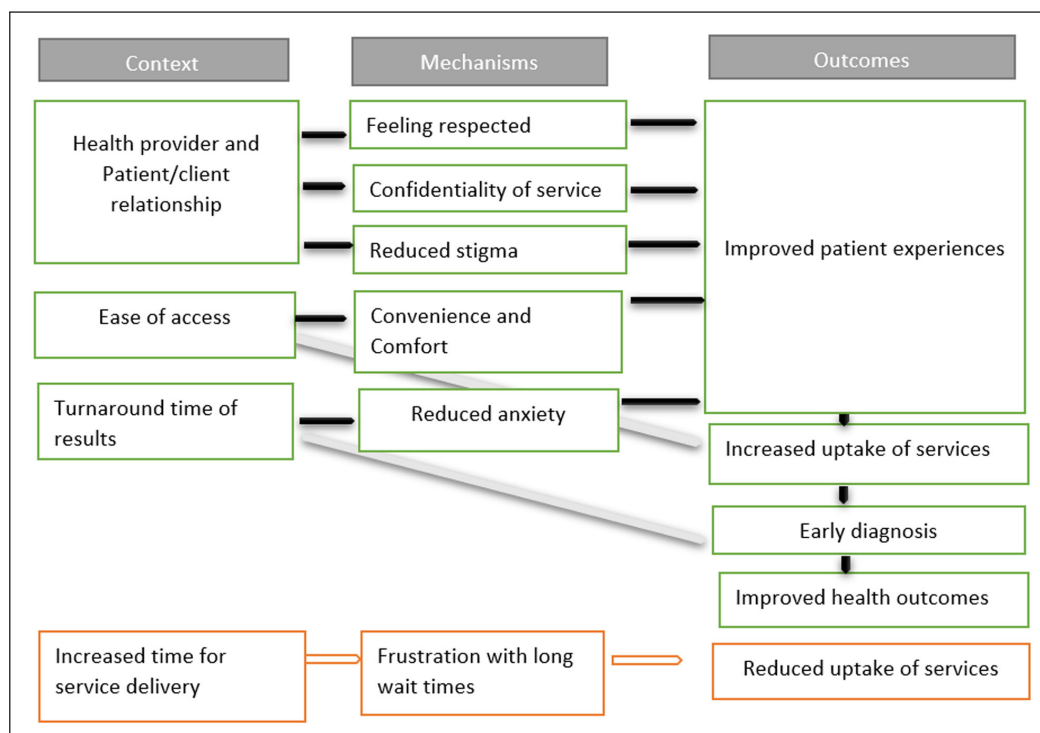 Context
Mechanisms
Outcomes
Health provider and
Patient/client
relationship
Feeling respected
Confidentiality of service
Reduced stigma
Improved patient experiences
Ease of access
Convenience and
Comfort
Turnaround time of
results
Reduced anxiety
Increased uptake of services
Early diagnosis
Improved health outcomes
Increased time for
service delivery
Frustration with long
wait times
Reduced uptake of services